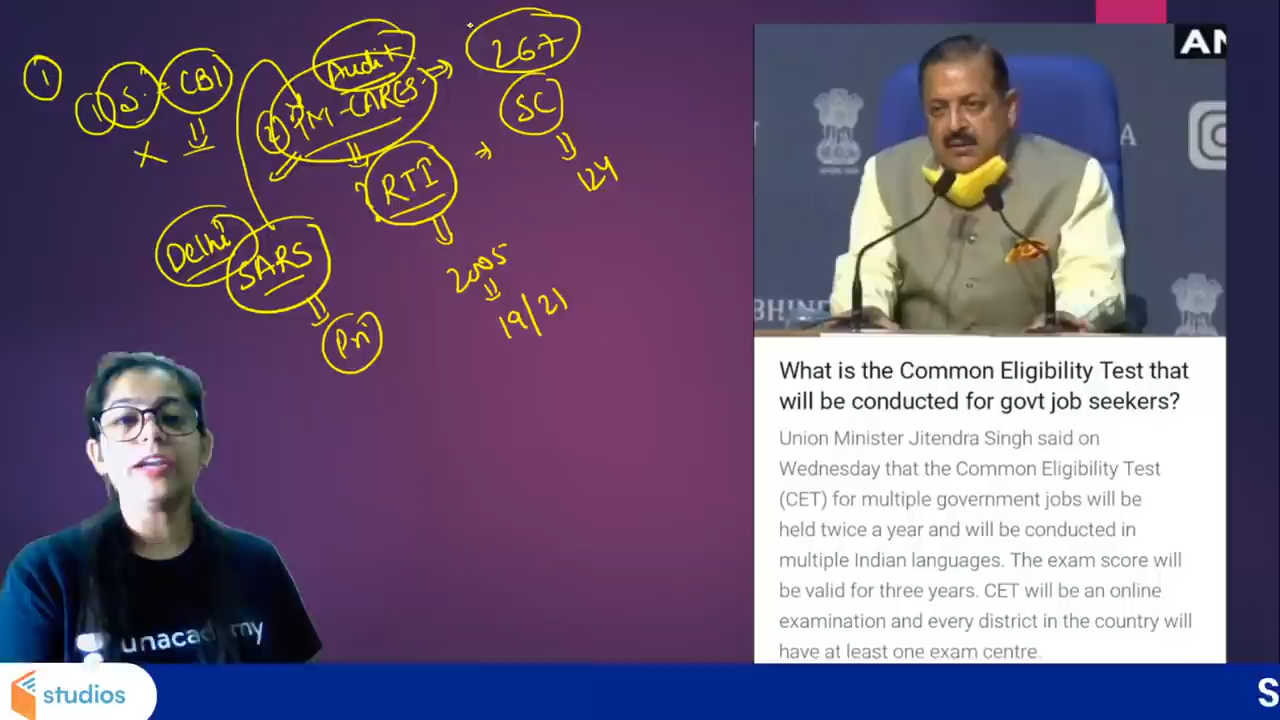 1
1 S. = CBI
X
Audit
2 PM-CARES
RTI
2005
19/21
267
SC
124
Delhi
SARS
Pri
AN
ABHIN
A
What is the Common Eligibility Test that
will be conducted for govt job seekers?
Union Minister Jitendra Singh said on
Wednesday that the Common Eligibility Test
(CET) for multiple government jobs will be
held twice a year and will be conducted in
multiple Indian languages. The exam score will
be valid for three years. CET will be an online
examination and every district in the country will
have at least one exam centre.
unacademy
studios
S